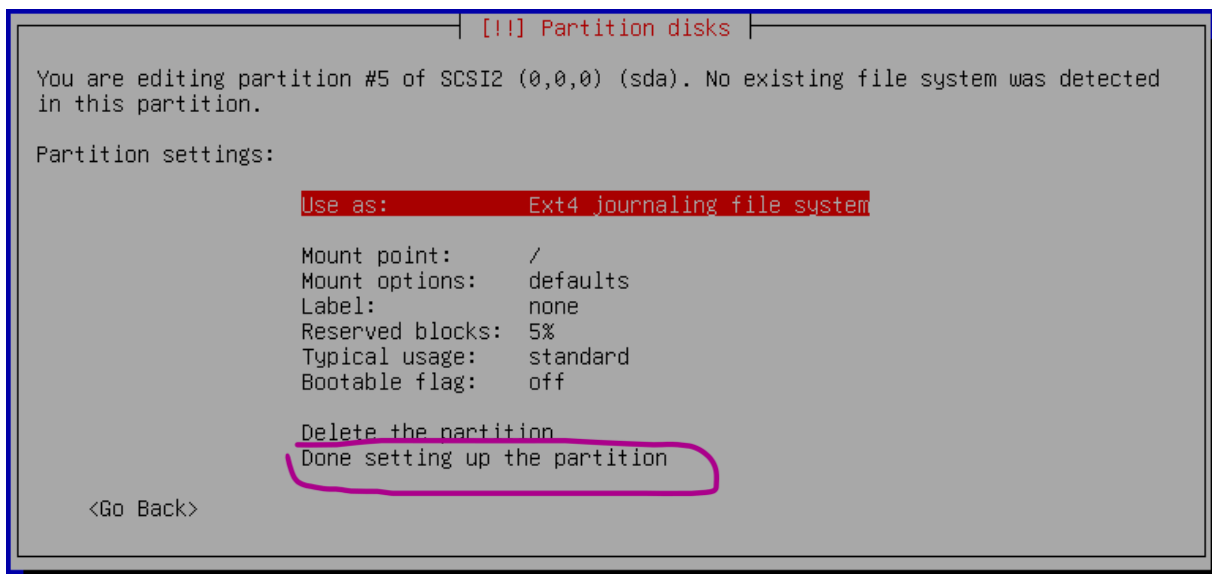 [!!] Partition disks
You are editing partition #5 of SCSI2 (0,0,0) (sda). No existing file system was detected
in this partition.
Partition settings:
Use as: Ext4 journaling file system
Mount point: /
Mount options: defaults
Label: none
Reserved blocks: 5%
Typical usage: standard
Bootable flag: off
Delete the partition
Done setting up the partition
<Go Back>